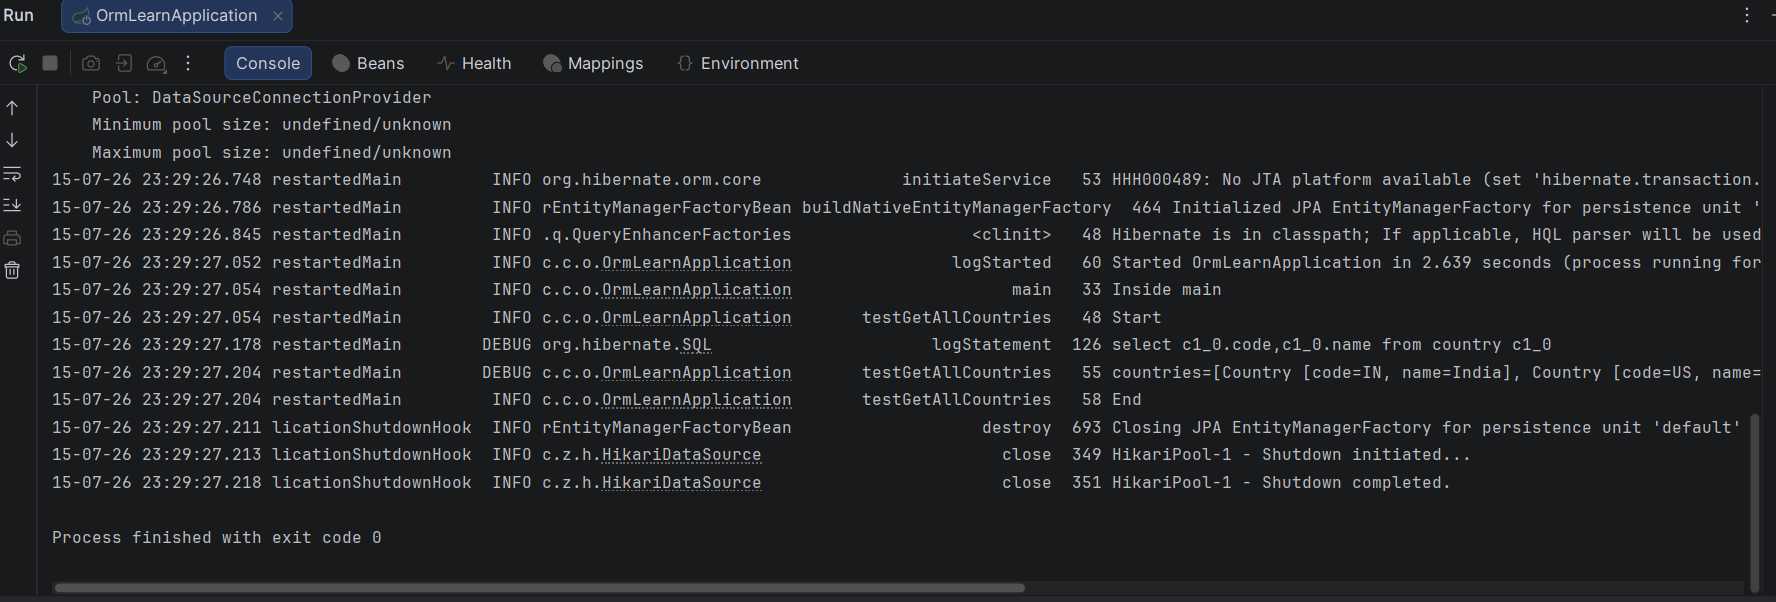 Run OrmLearnApplication
Console Beans Health Mappings Environment
Pool: DataSourceConnectionProvider
Minimum pool size: undefined/unknown
Maximum pool size: undefined/unknown
15-07-26 23:29:26.748 restartedMain INFO org.hibernate.orm.core initiateService 53 HHH000489: No JTA platform available (set 'hibernate.transaction.
15-07-26 23:29:26.786 restartedMain INFO rEntityManagerFactoryBean buildNativeEntityManagerFactory 464 Initialized JPA EntityManagerFactory for persistence unit '
15-07-26 23:29:26.845 restartedMain INFO .q.QueryEnhancerFactories <clinit> 48 Hibernate is in classpath; If applicable, HQL parser will be used
15-07-26 23:29:27.052 restartedMain INFO c.c.o.OrmLearnApplication logStarted 60 Started OrmLearnApplication in 2.639 seconds (process running for
15-07-26 23:29:27.054 restartedMain INFO c.c.o.OrmLearnApplication main 33 Inside main
15-07-26 23:29:27.054 restartedMain INFO c.c.o.OrmLearnApplication testGetAllCountries 48 Start
15-07-26 23:29:27.178 restartedMain DEBUG org.hibernate.SQL logStatement 126 select c1_0.code,c1_0.name from country c1_0
15-07-26 23:29:27.204 restartedMain DEBUG c.c.o.OrmLearnApplication testGetAllCountries 55 countries=[Country [code=IN, name=India], Country [code=US, name=
15-07-26 23:29:27.204 restartedMain INFO c.c.o.OrmLearnApplication testGetAllCountries 58 End
15-07-26 23:29:27.211 licationShutdownHook INFO rEntityManagerFactoryBean destroy 693 Closing JPA EntityManagerFactory for persistence unit 'default'
15-07-26 23:29:27.213 licationShutdownHook INFO c.z.h.HikariDataSource close 349 HikariPool-1 - Shutdown initiated...
15-07-26 23:29:27.218 licationShutdownHook INFO c.z.h.HikariDataSource close 351 HikariPool-1 - Shutdown completed.
Process finished with exit code 0